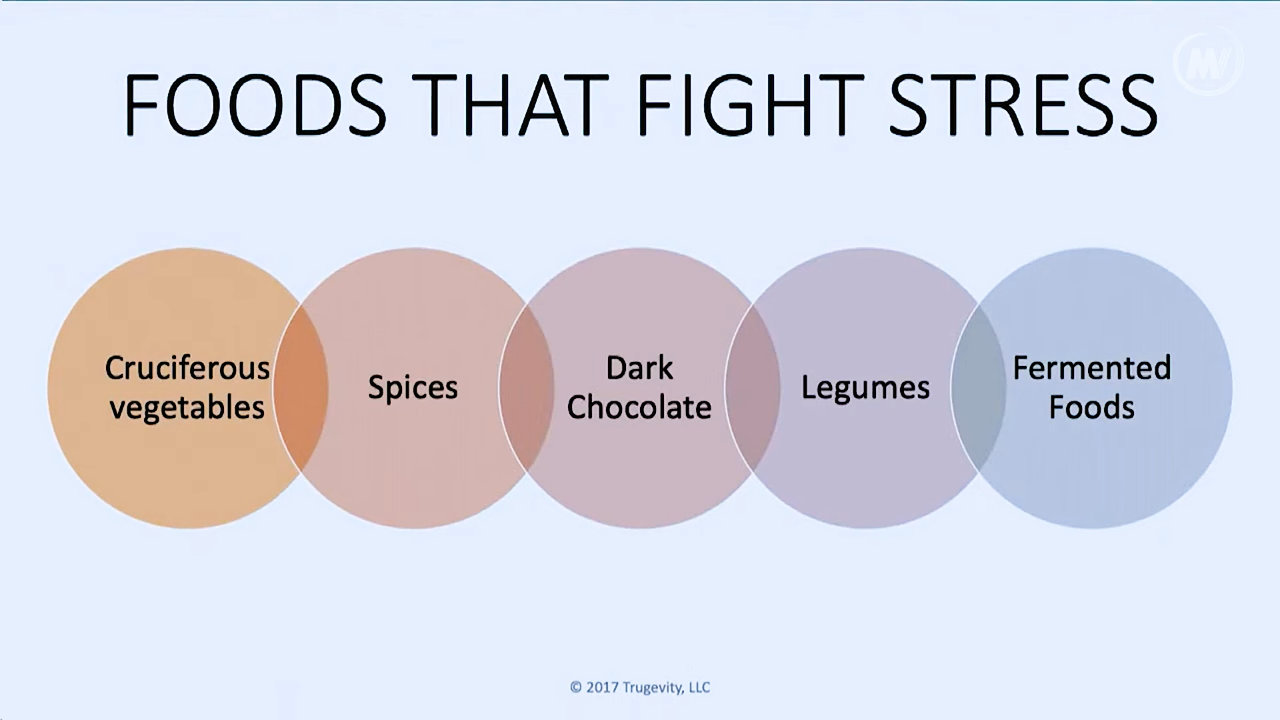 FOODS THAT FIGHT STRESS
Cruciferous
vegetables
Spices
Dark
Chocolate
Legumes
Fermented
Foods
© 2017 Trugevity, LLC